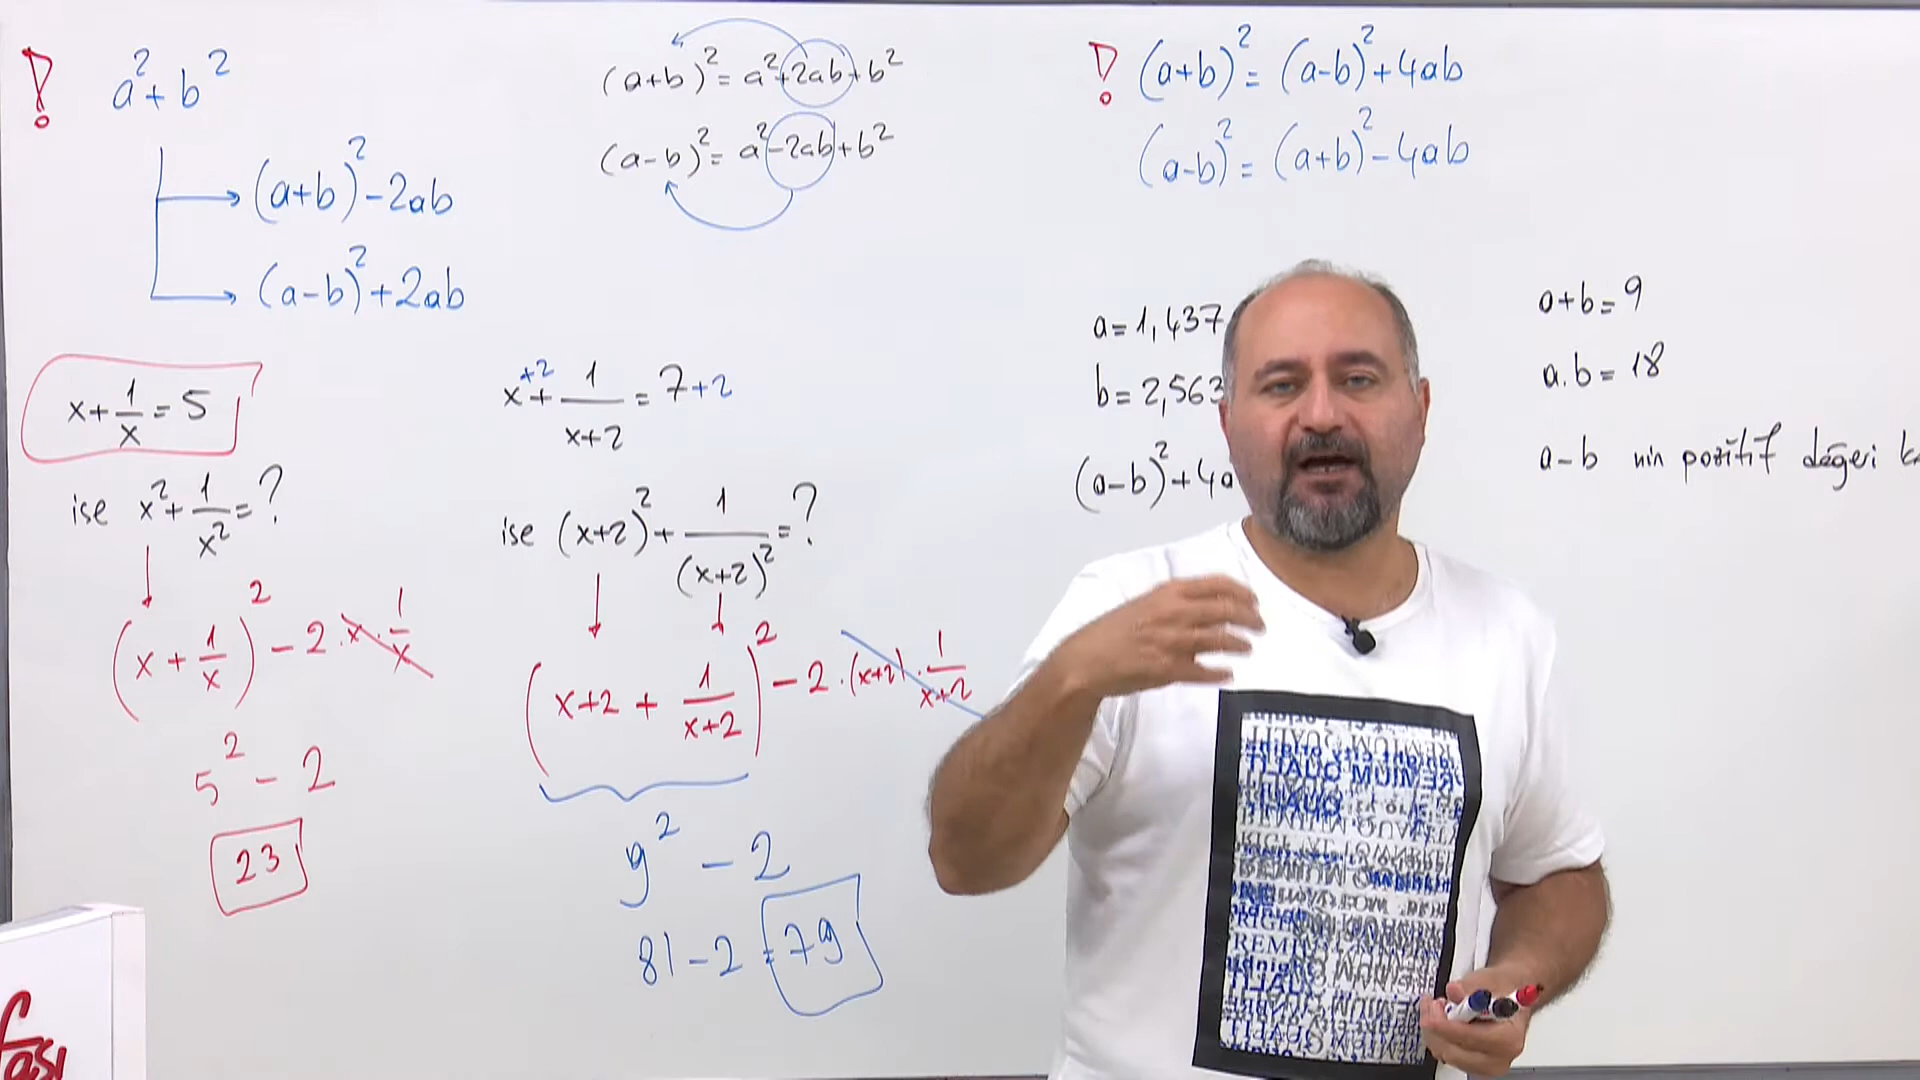 ! a²+b²
(a+b)²-2ab
(a-b)²+2ab
(a+b)²=a²+2ab+b²
(a-b)²=a²-2ab+b²
! (a+b)²=(a-b)²+4ab
(a-b)²=(a+b)²-4ab
x+1/x=5
ise x²+1/x²=?
(x+1/x)²-2.x.1/x
5²-2
23
x+2+1/(x+2)=7+2
ise (x+2)²+1/(x+2)²=?
(x+2+1/(x+2))²-2.(x+2).1/(x+2)
9²-2
81-2=79
a=1,437
b=2,563
(a-b)²+4a
a+b=9
a.b=18
a-b nin pozitif değeri